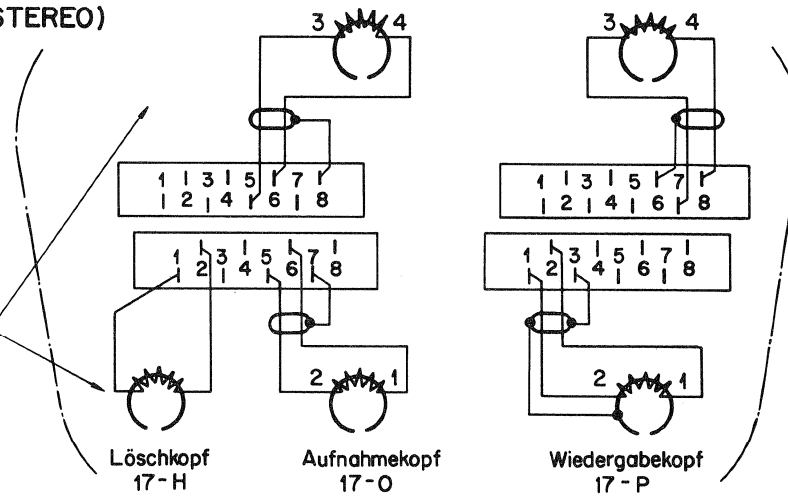 STEREO)
3 4
3 4
1 2 3 4 5 6 7 8
1 2 3 4 5 6 7 8
1 2 3 4 5 6 7 8
1 2 3 4 5 6 7 8
2 1
2 1
Löschkopf
17-H
Aufnahmekopf
17-O
Wiedergabekopf
17-P